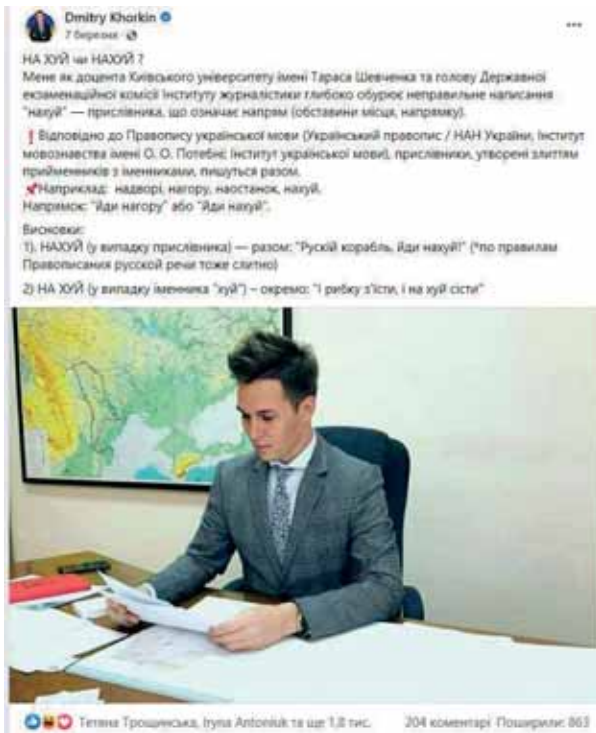 Dmitry Khorkin
7 березня
НА ХУЙ чи НАХУЙ ?
Мене як доцента Київського університету імені Тараса Шевченка та голову Державної
екзаменаційної комісії Інституту журналістики глибоко обурює неправильне написання
"нахуй" — прислівника, що означає напрям (обставини місця, напрямку).
❗Відповідно до Правопису української мови (Український правопис / НАН України, Інститут
мовознавства імені О. О. Потебні; Інститут української мови), прислівники, утворені злиттям
прийменників з іменниками, пишуться разом.
📌Наприклад: надворі, нагору, наостанок, нахуй.
Напрямок: "йди нагору" або "йди нахуй".
Висновки:
1). НАХУЙ (у випадку прислівника) — разом: "Рускій корабль, йди нахуй!" (*по правилам
Правописания русской речи тоже слитно)
2) НА ХУЙ (у випадку іменника "хуй") – окремо: "І рибку з'їсти, і на хуй сісти"
Тетяна Трощинська, Iryna Antoniuk та ще 1,8 тис.
204 коментарі Поширили: 863